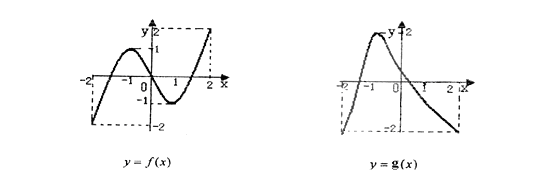 y 2
1
-2 -1 0 1 2 x
-1
-2
y = f(x)
y 2
-2 -1 0 1 2 x
-2
y = g(x)